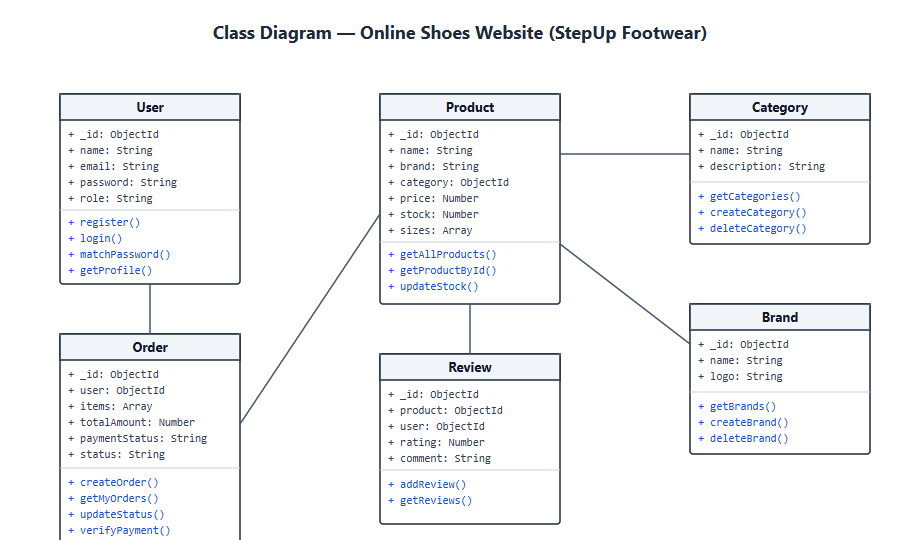 Class Diagram — Online Shoes Website (StepUp Footwear)
User
+ _id: ObjectId
+ name: String
+ email: String
+ password: String
+ role: String
+ register()
+ login()
+ matchPassword()
+ getProfile()
Product
+ _id: ObjectId
+ name: String
+ brand: String
+ category: ObjectId
+ price: Number
+ stock: Number
+ sizes: Array
+ getAllProducts()
+ getProductById()
+ updateStock()
Category
+ _id: ObjectId
+ name: String
+ description: String
+ getCategories()
+ createCategory()
+ deleteCategory()
Order
+ _id: ObjectId
+ user: ObjectId
+ items: Array
+ totalAmount: Number
+ paymentStatus: String
+ status: String
+ createOrder()
+ getMyOrders()
+ updateStatus()
+ verifyPayment()
Review
+ _id: ObjectId
+ product: ObjectId
+ user: ObjectId
+ rating: Number
+ comment: String
+ addReview()
+ getReviews()
Brand
+ _id: ObjectId
+ name: String
+ logo: String
+ getBrands()
+ createBrand()
+ deleteBrand()